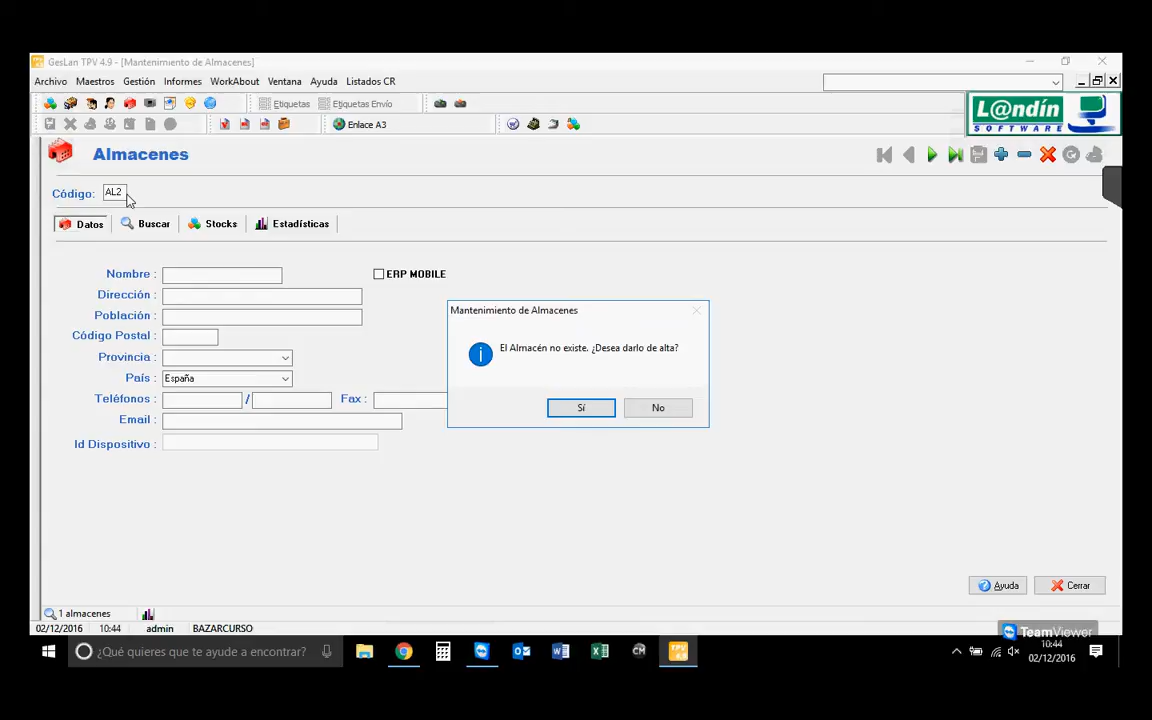 GesLan TPV 4.9 - [Mantenimiento de Almacenes]
Archivo Maestros Gestión Informes WorkAbout Ventana Ayuda Listados CR
Etiquetas Etiquetas Envío
Enlace A3
L@ndín
SOFTWARE
Almacenes
Código: AL2
Datos Buscar Stocks Estadísticas
Nombre :
ERP MOBILE
Dirección :
Población :
Código Postal :
Provincia :
País : España
Teléfonos : / Fax :
Email :
Id Dispositivo :
Mantenimiento de Almacenes
El Almacén no existe. ¿Desea darlo de alta?
Sí No
Ayuda Cerrar
1 almacenes
02/12/2016 10:44 admin BAZARCURSO
TeamViewer
¿Qué quieres que te ayude a encontrar?
10:44
02/12/2016